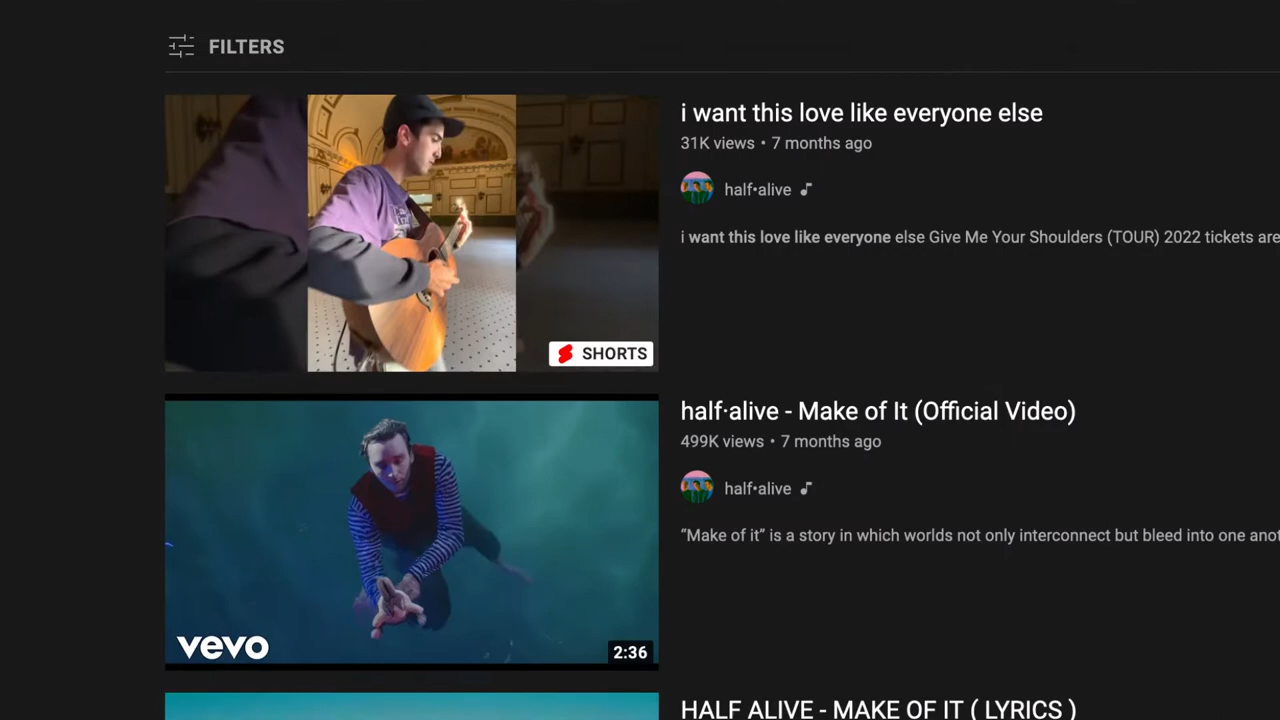 FILTERS
i want this love like everyone else
31K views • 7 months ago
half•alive
i want this love like everyone else Give Me Your Shoulders (TOUR) 2022 tickets are
SHORTS
half·alive - Make of It (Official Video)
499K views • 7 months ago
half•alive
“Make of it” is a story in which worlds not only interconnect but bleed into one anot
vevo
2:36
HALF ALIVE - MAKE OF IT ( LYRICS )